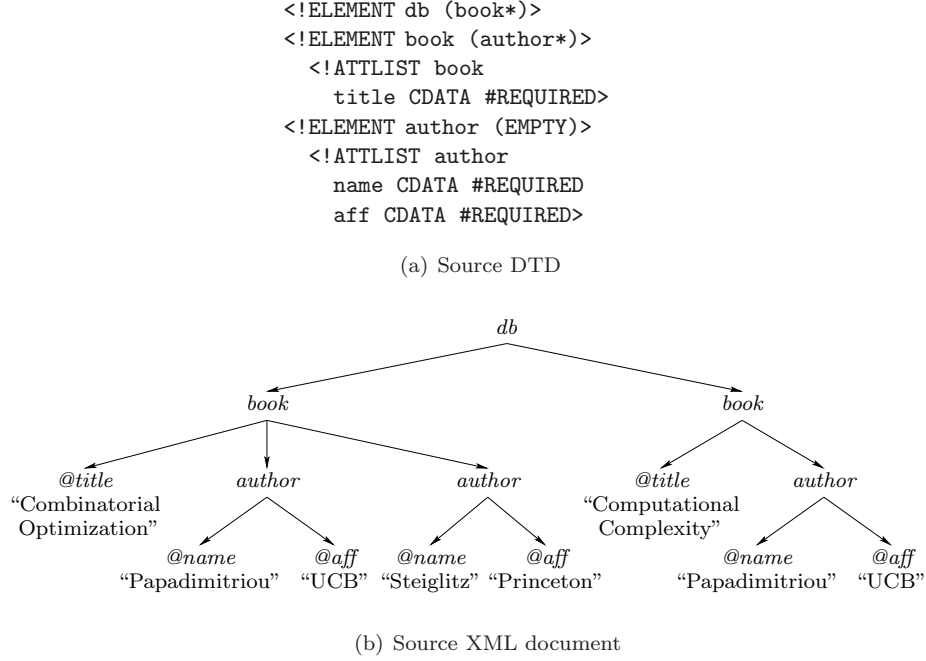 <!ELEMENT db (book*)>
<!ELEMENT book (author*)>
<!ATTLIST book
title CDATA #REQUIRED>
<!ELEMENT author (EMPTY)>
<!ATTLIST author
name CDATA #REQUIRED
aff CDATA #REQUIRED>
(a) Source DTD
db
book book
@title author author @title author
“Combinatorial “Computational
Optimization” Complexity”
@name @aff @name @aff @name @aff
“Papadimitriou” “UCB” “Steiglitz” “Princeton” “Papadimitriou” “UCB”
(b) Source XML document